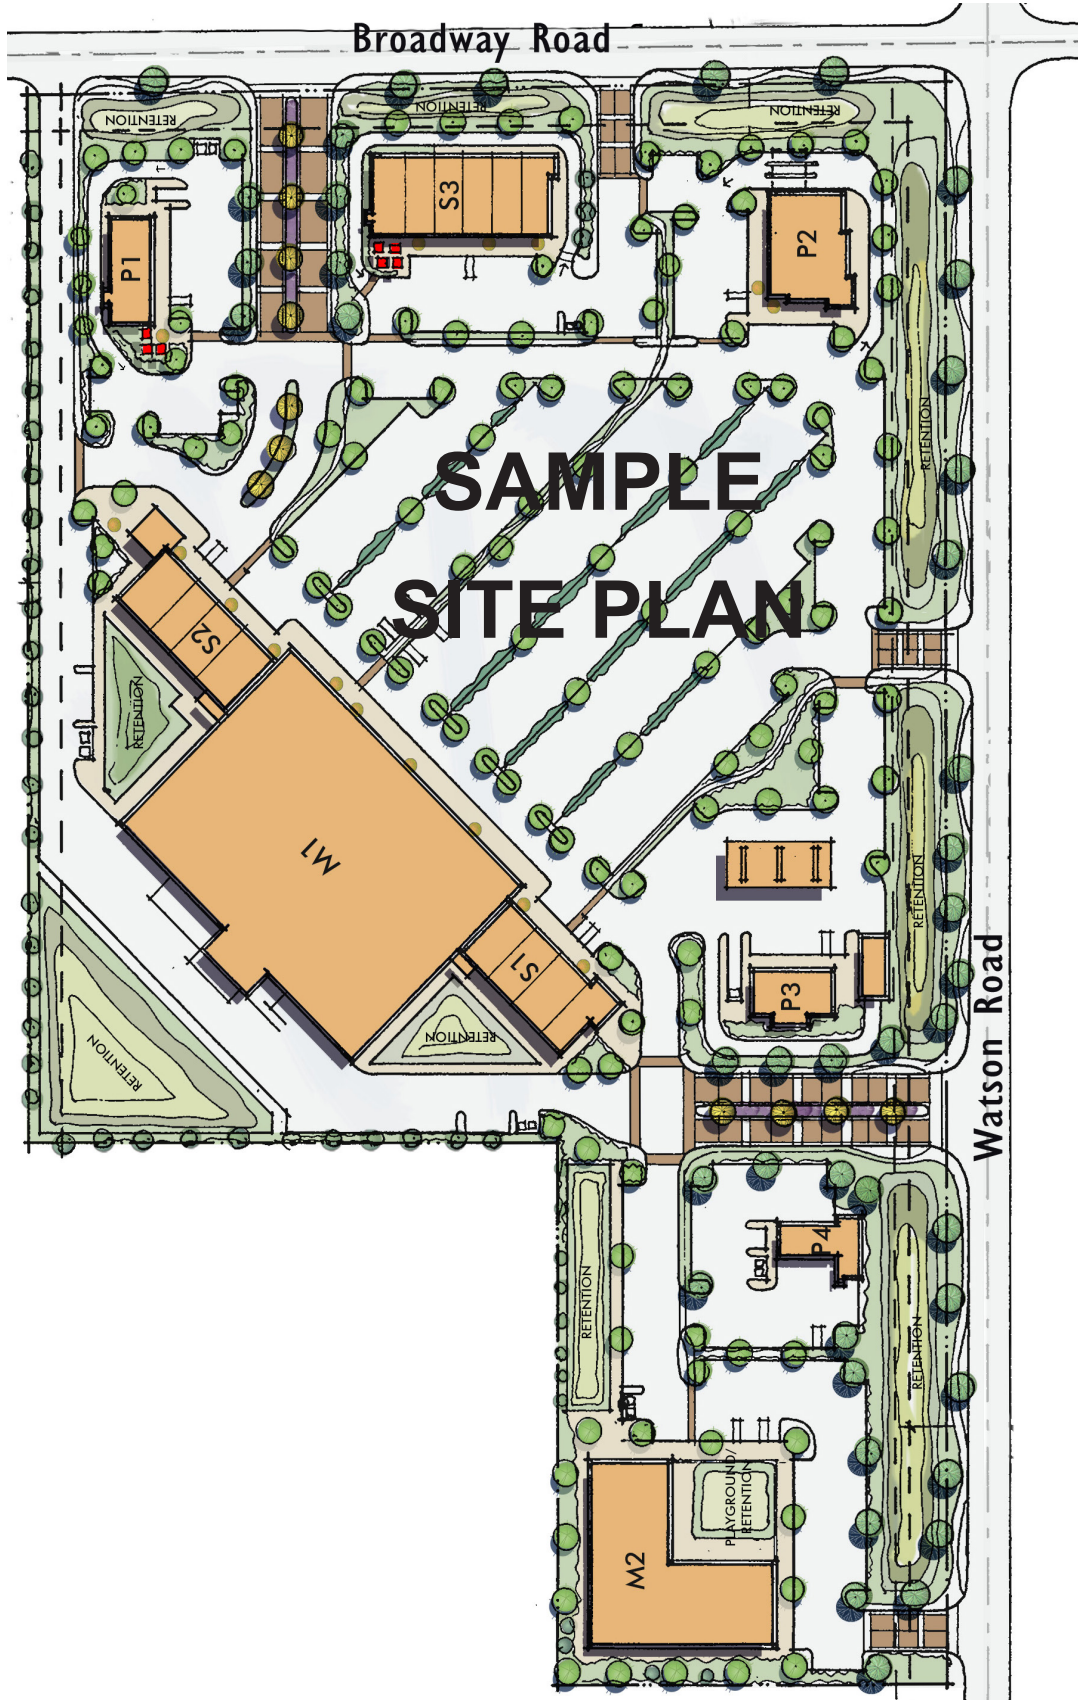 Broadway Road
RETENTION
RETENTION
RETENTION
S3
P1
P2
RETENTION
SAMPLE
SITE PLAN
S2
RETENTION
M1
RETENTION
S1
P3
Watson Road
RETENTION
RETENTION
P4
RETENTION
RETENTION
PLAYGROUND/
RETENTION
M2